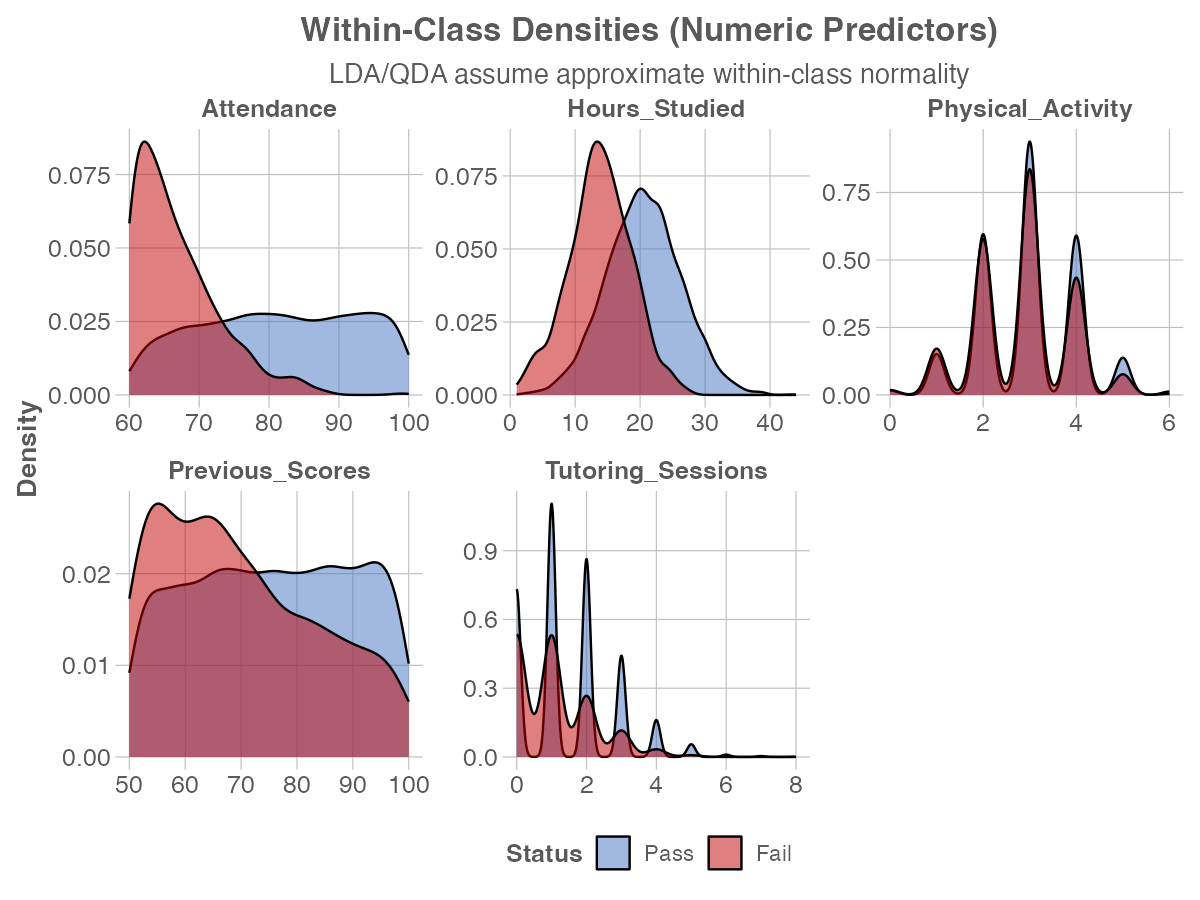 Within-Class Densities (Numeric Predictors)
LDA/QDA assume approximate within-class normality
Attendance
0.075
0.050
0.025
0.000
60 70 80 90 100
Hours_Studied
0.075
0.050
0.025
0.000
0 10 20 30 40
Physical_Activity
0.75
0.50
0.25
0.00
0 2 4 6
Density
Previous_Scores
0.02
0.01
0.00
50 60 70 80 90 100
Tutoring_Sessions
0.9
0.6
0.3
0.0
0 2 4 6 8
Status Pass Fail